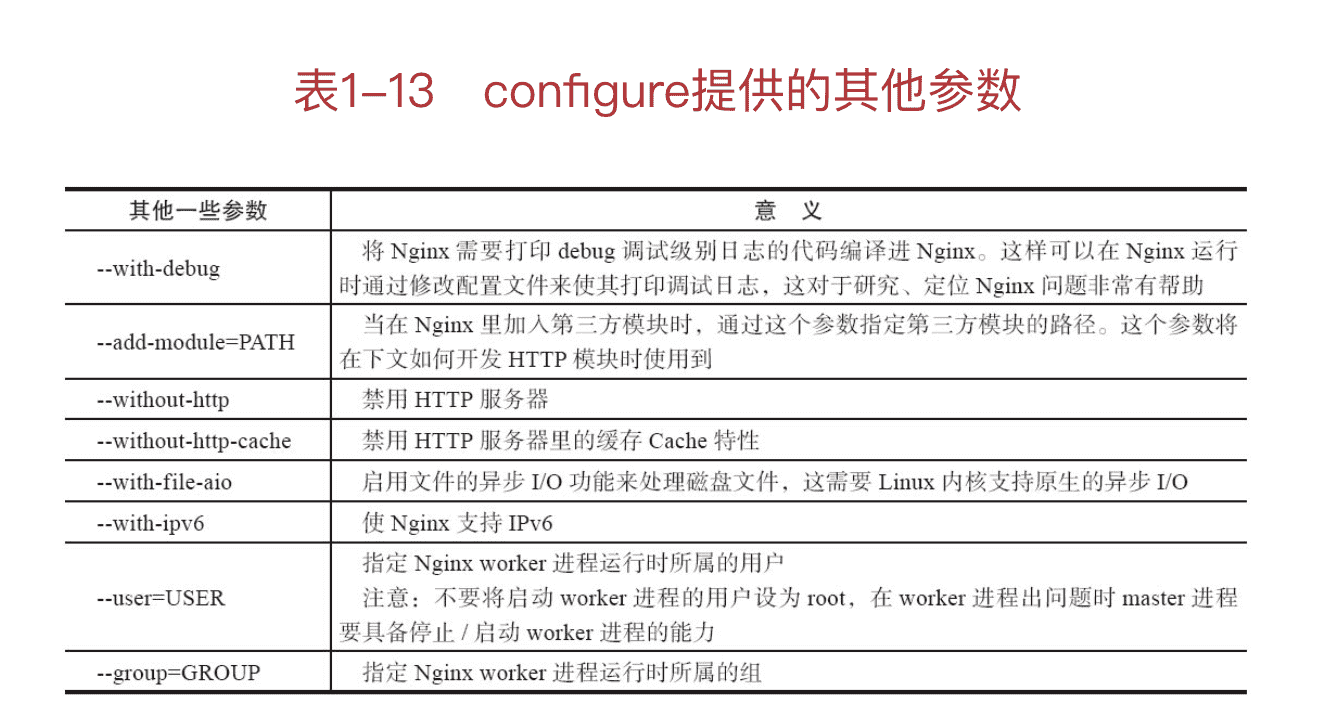 表1-13 configure提供的其他参数
其他一些参数 意 义
--with-debug
将 Nginx 需要打印 debug 调试级别日志的代码编译进 Nginx。这样可以在 Nginx 运行
时通过修改配置文件来使其打印调试日志，这对于研究、定位 Nginx 问题非常有帮助
--add-module=PATH
当在 Nginx 里加入第三方模块时，通过这个参数指定第三方模块的路径。这个参数将
在下文如何开发 HTTP 模块时使用到
--without-http 禁用 HTTP 服务器
--without-http-cache 禁用 HTTP 服务器里的缓存 Cache 特性
--with-file-aio 启用文件的异步 I/O 功能来处理磁盘文件，这需要 Linux 内核支持原生的异步 I/O
--with-ipv6 使 Nginx 支持 IPv6
--user=USER
指定 Nginx worker 进程运行时所属的用户
注意：不要将启动 worker 进程的用户设为 root，在 worker 进程出问题时 master 进程
要具备停止 / 启动 worker 进程的能力
--group=GROUP 指定 Nginx worker 进程运行时所属的组